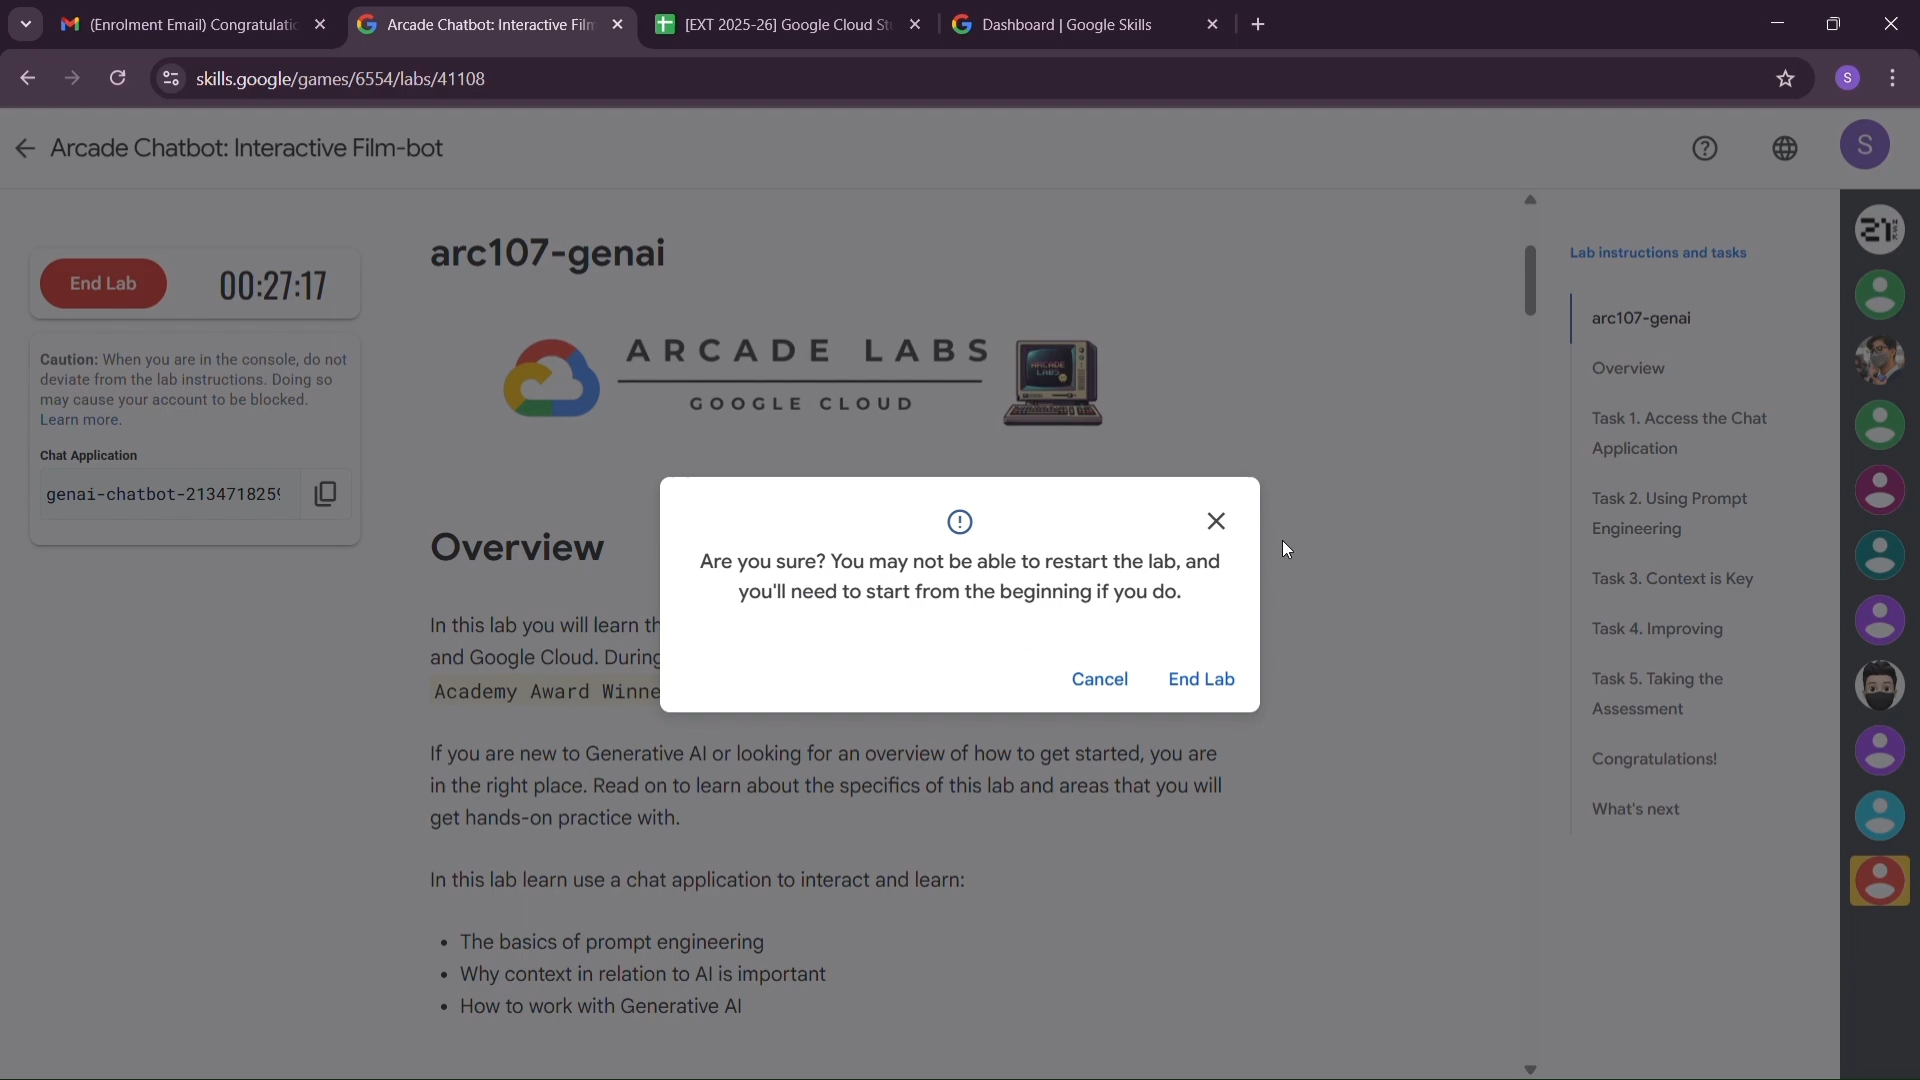 (Enrolment Email) Congratulatic
Arcade Chatbot: Interactive Film
[EXT 2025-26] Google Cloud Stu
Dashboard | Google Skills
skills.google/games/6554/labs/41108
S
Arcade Chatbot: Interactive Film-bot
S
End Lab
00:27:17
Caution: When you are in the console, do not
deviate from the lab instructions. Doing so
may cause your account to be blocked.
Learn more.
Chat Application
genai-chatbot-2134718259
arc107-genai
ARCADE LABS
GOOGLE CLOUD
ARCADE
LABS
Overview
In this lab you will learn th
and Google Cloud. During
Academy Award Winne
If you are new to Generative AI or looking for an overview of how to get started, you are
in the right place. Read on to learn about the specifics of this lab and areas that you will
get hands-on practice with.
In this lab learn use a chat application to interact and learn:
• The basics of prompt engineering
• Why context in relation to AI is important
• How to work with Generative AI
Are you sure? You may not be able to restart the lab, and
you'll need to start from the beginning if you do.
Cancel
End Lab
Lab instructions and tasks
arc107-genai
Overview
Task 1. Access the Chat
Application
Task 2. Using Prompt
Engineering
Task 3. Context is Key
Task 4. Improving
Task 5. Taking the
Assessment
Congratulations!
What's next